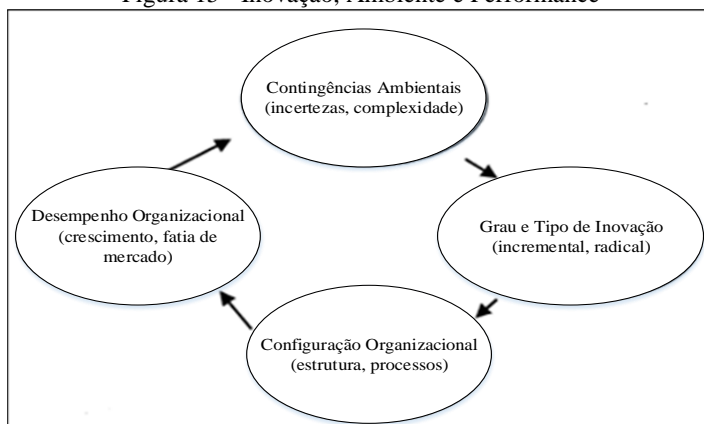 Figura 13 - Inovação, Ambiente e Performance
Contingências Ambientais
(incertezas, complexidade)
Desempenho Organizacional
(crescimento, fatia de
mercado)
Grau e Tipo de Inovação
(incremental, radical)
Configuração Organizacional
(estrutura, processos)